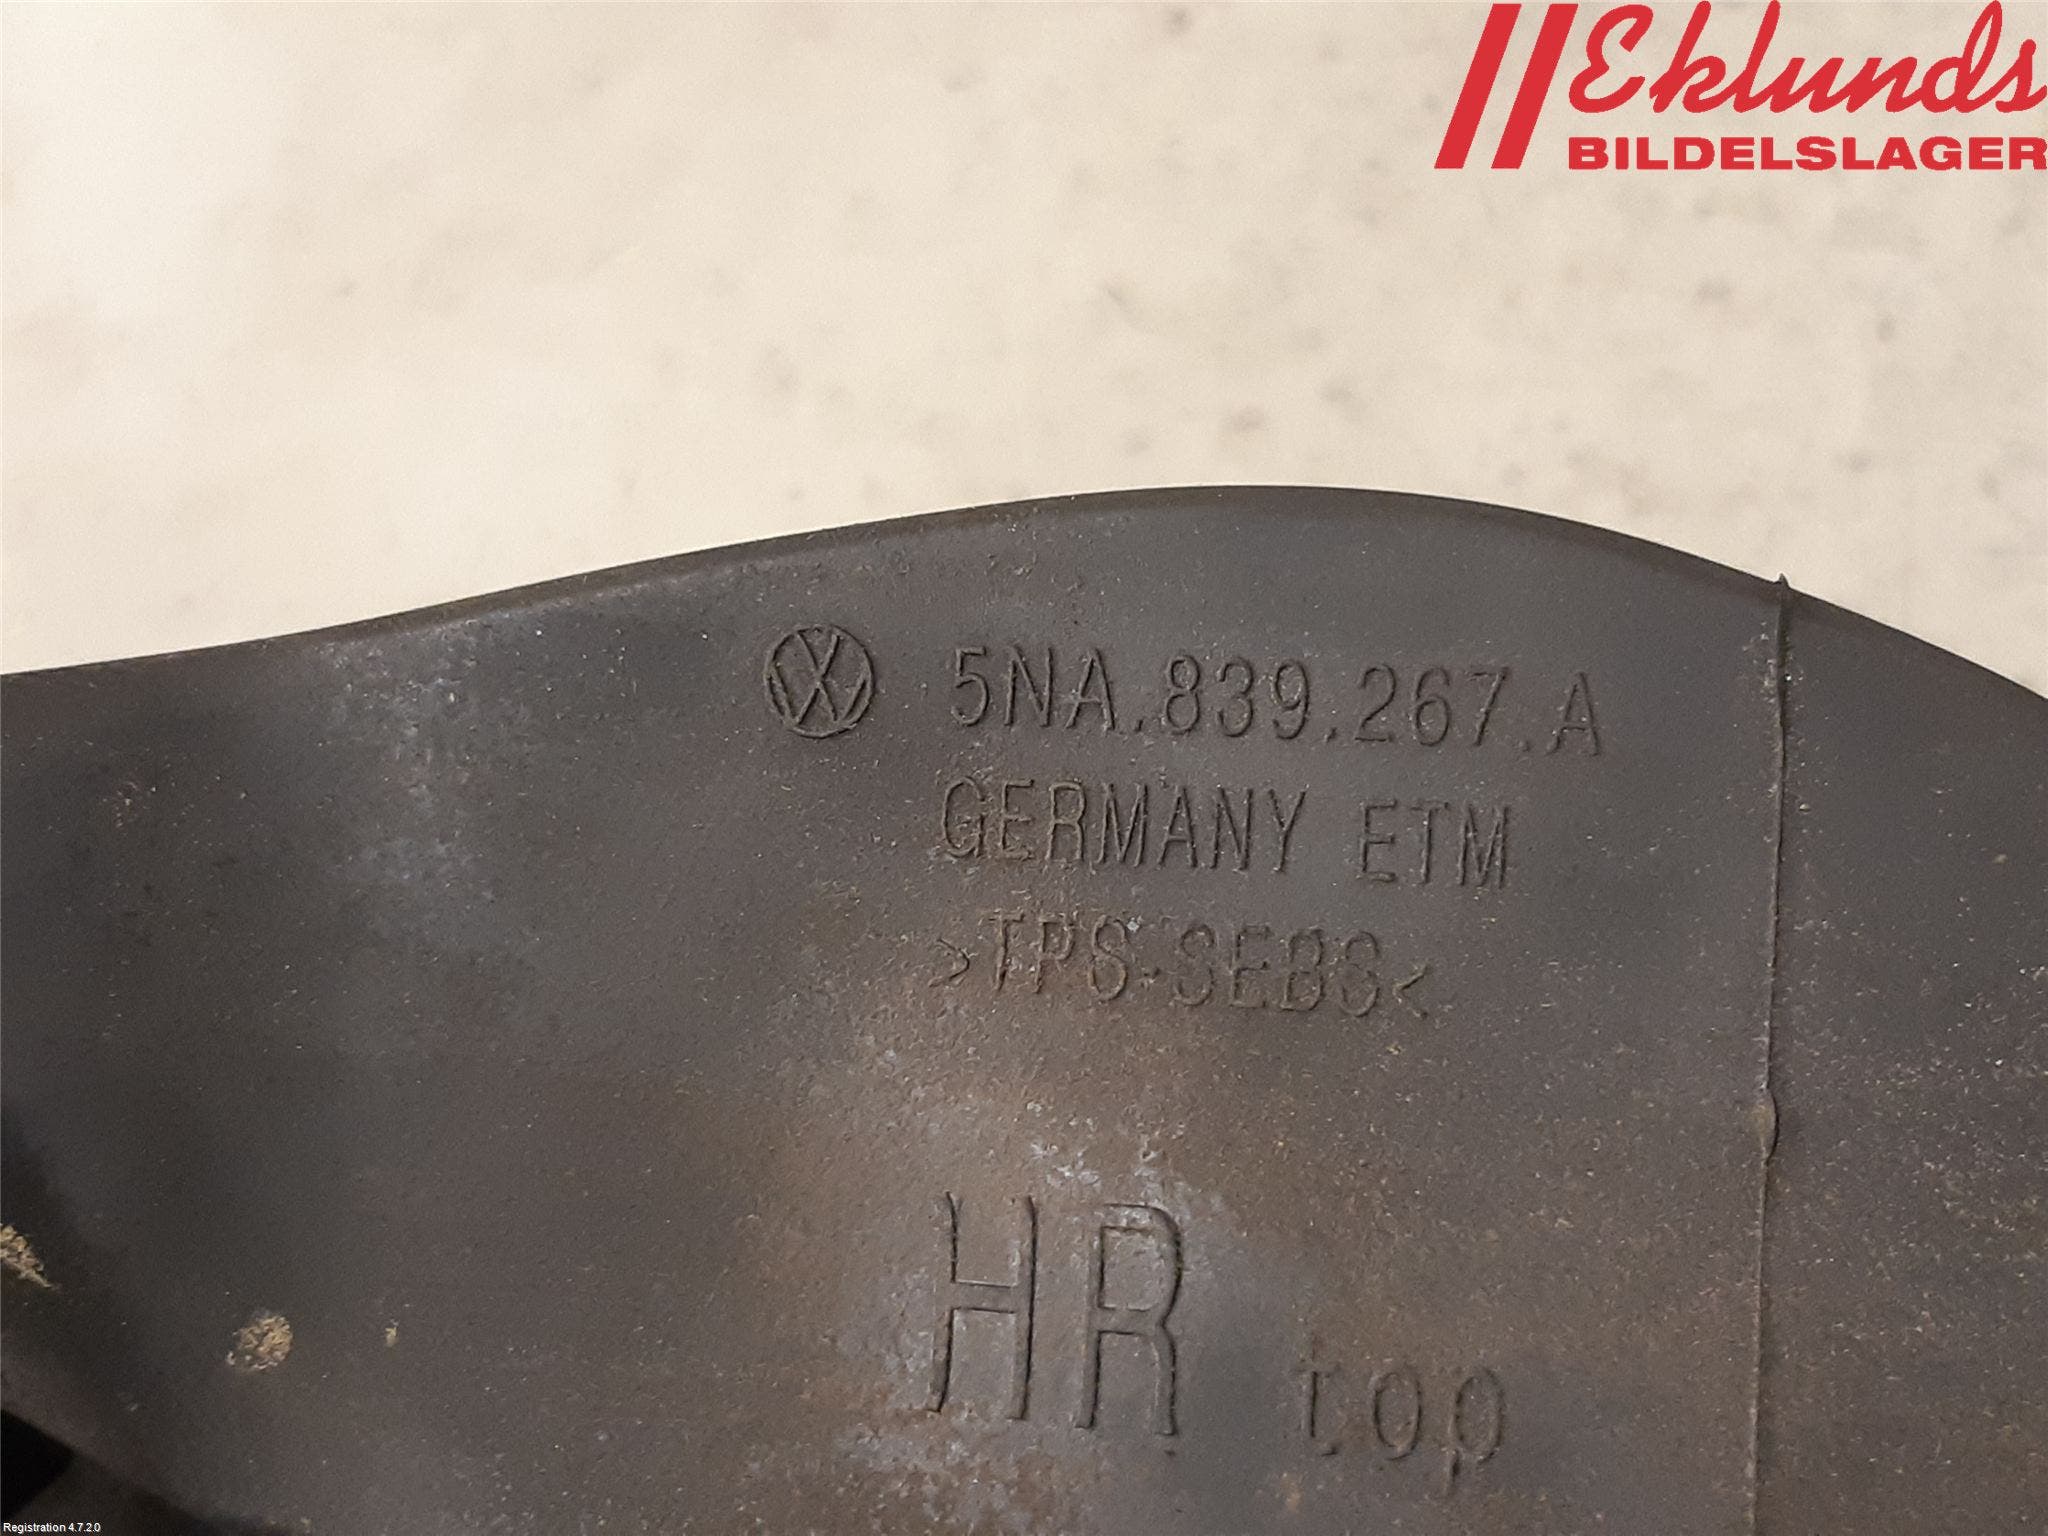 Eklunds
BILDELSLAGER
5NA.839.267.A
GERMANY ETM
>TPS-SEBS<
HR top
Registration 4.7.2.0